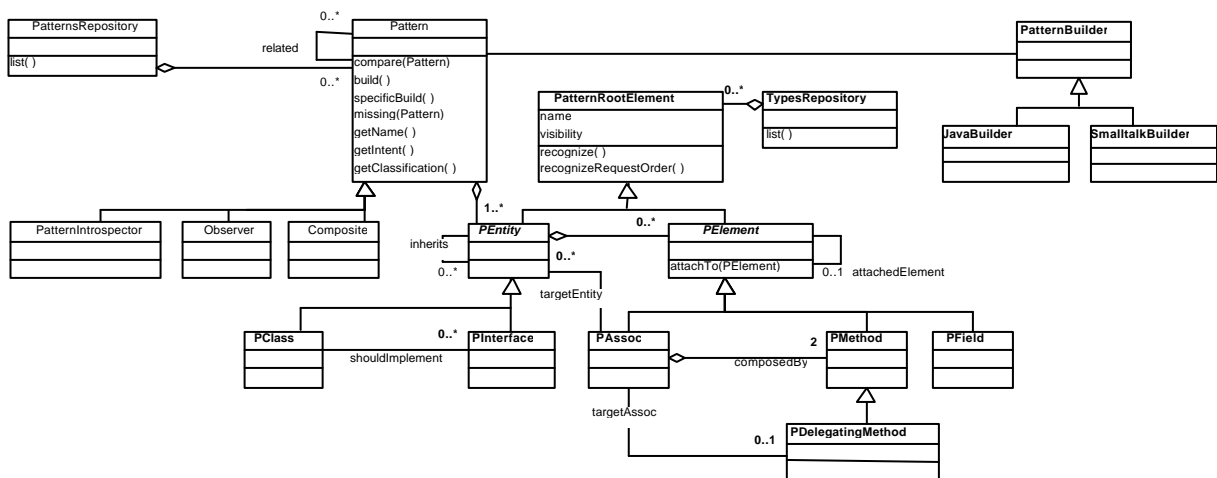 PatternsRepository
list( )
0..*
related
0..*
Pattern
compare(Pattern)
build( )
specificBuild( )
missing(Pattern)
getName( )
getIntent( )
getClassification( )
PatternBuilder
JavaBuilder
SmalltalkBuilder
PatternRootElement
name
visibility
recognize( )
recognizeRequestOrder( )
0..*
TypesRepository
list( )
PatternIntrospector
Observer
Composite
1..*
PEntity
inherits
0..*
0..*
PElement
attachTo(PElement)
0..1
attachedElement
0..*
targetEntity
PClass
0..*
shouldImplement
PInterface
PAssoc
2
composedBy
PMethod
PField
targetAssoc
0..1
PDelegatingMethod